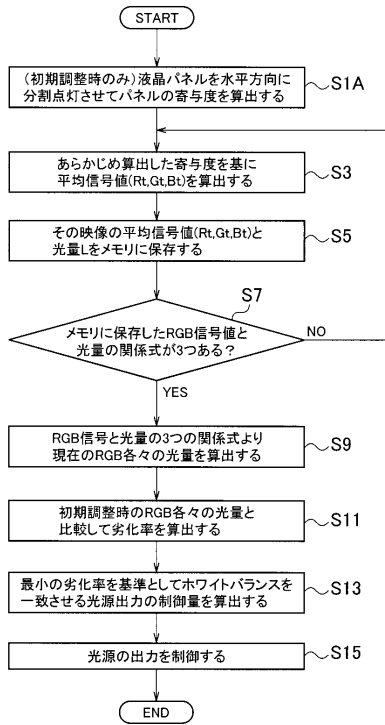 START
(初期調整時のみ)液晶パネルを水平方向に
分割点灯させてパネルの寄与度を算出する
S1A
あらかじめ算出した寄与度を基に
平均信号値(Rt,Gt,Bt)を算出する
S3
その映像の平均信号値(Rt,Gt,Bt)と
光量Lをメモリに保存する
S5
S7
メモリに保存したRGB信号値と
光量の関係式が3つある?
NO
YES
RGB信号と光量の3つの関係式より
現在のRGB各々の光量を算出する
S9
初期調整時のRGB各々の光量と
比較して劣化率を算出する
S11
最小の劣化率を基準としてホワイトバランスを
一致させる光源出力の制御量を算出する
S13
光源の出力を制御する
S15
END